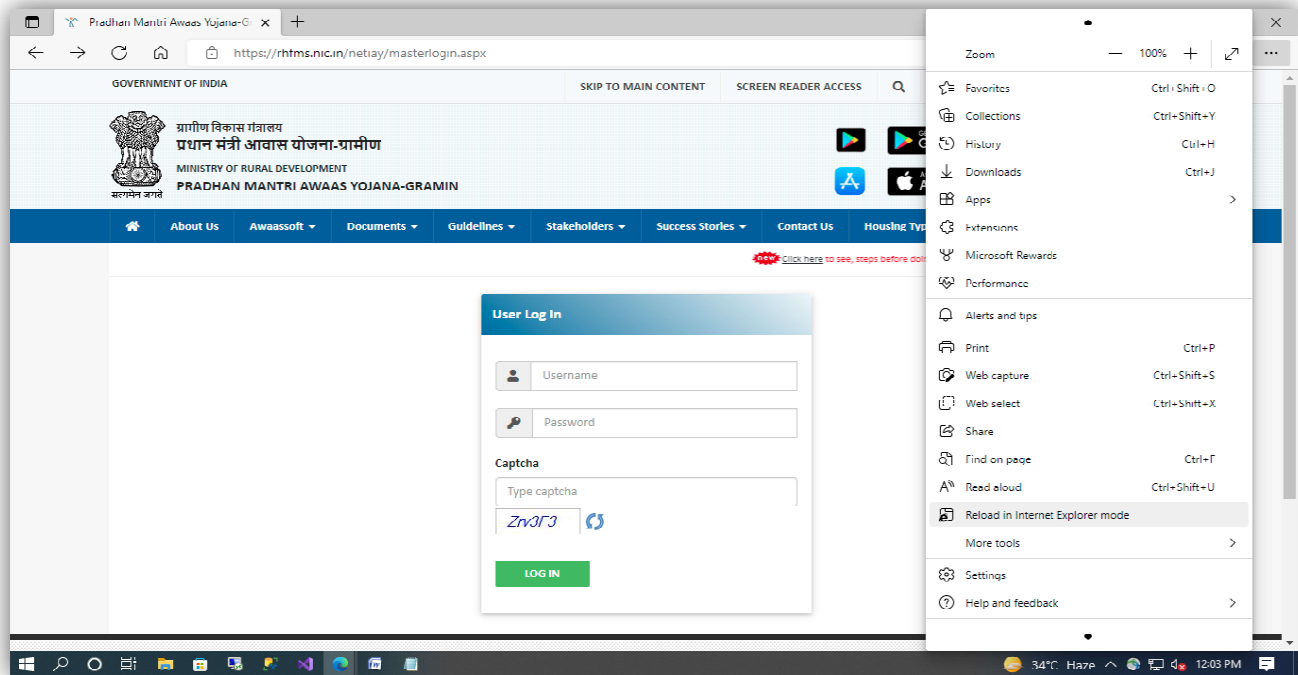 Pradhan Mantri Awaas Yojana-G
https://rhfms.nic.in/netiay/masterlogin.aspx
GOVERNMENT OF INDIA
SKIP TO MAIN CONTENT
SCREEN READER ACCESS
ग्रामीण विकास मंत्रालय
प्रधान मंत्री आवास योजना-ग्रामीण
MINISTRY OF RURAL DEVELOPMENT
PRADHAN MANTRI AWAAS YOJANA-GRAMIN
सत्यमेव जयते
About Us
Awaassoft
Documents
Guidelines
Stakeholders
Success Stories
Contact Us
Housing Typ
new
Click here to see, steps before doin
User Log In
Username
Password
Captcha
Type captcha
LOG IN
Zoom
100%
Favorites Ctrl+Shift+O
Collections Ctrl+Shift+Y
History Ctrl+H
Downloads Ctrl+J
Apps
Extensions
Microsoft Rewards
Performance
Alerts and tips
Print Ctrl+P
Web capture Ctrl+Shift+S
Web select Ctrl+Shift+X
Share
Find on page Ctrl+F
Read aloud Ctrl+Shift+U
Reload in Internet Explorer mode
More tools
Settings
Help and feedback
34°C Haze
12:03 PM